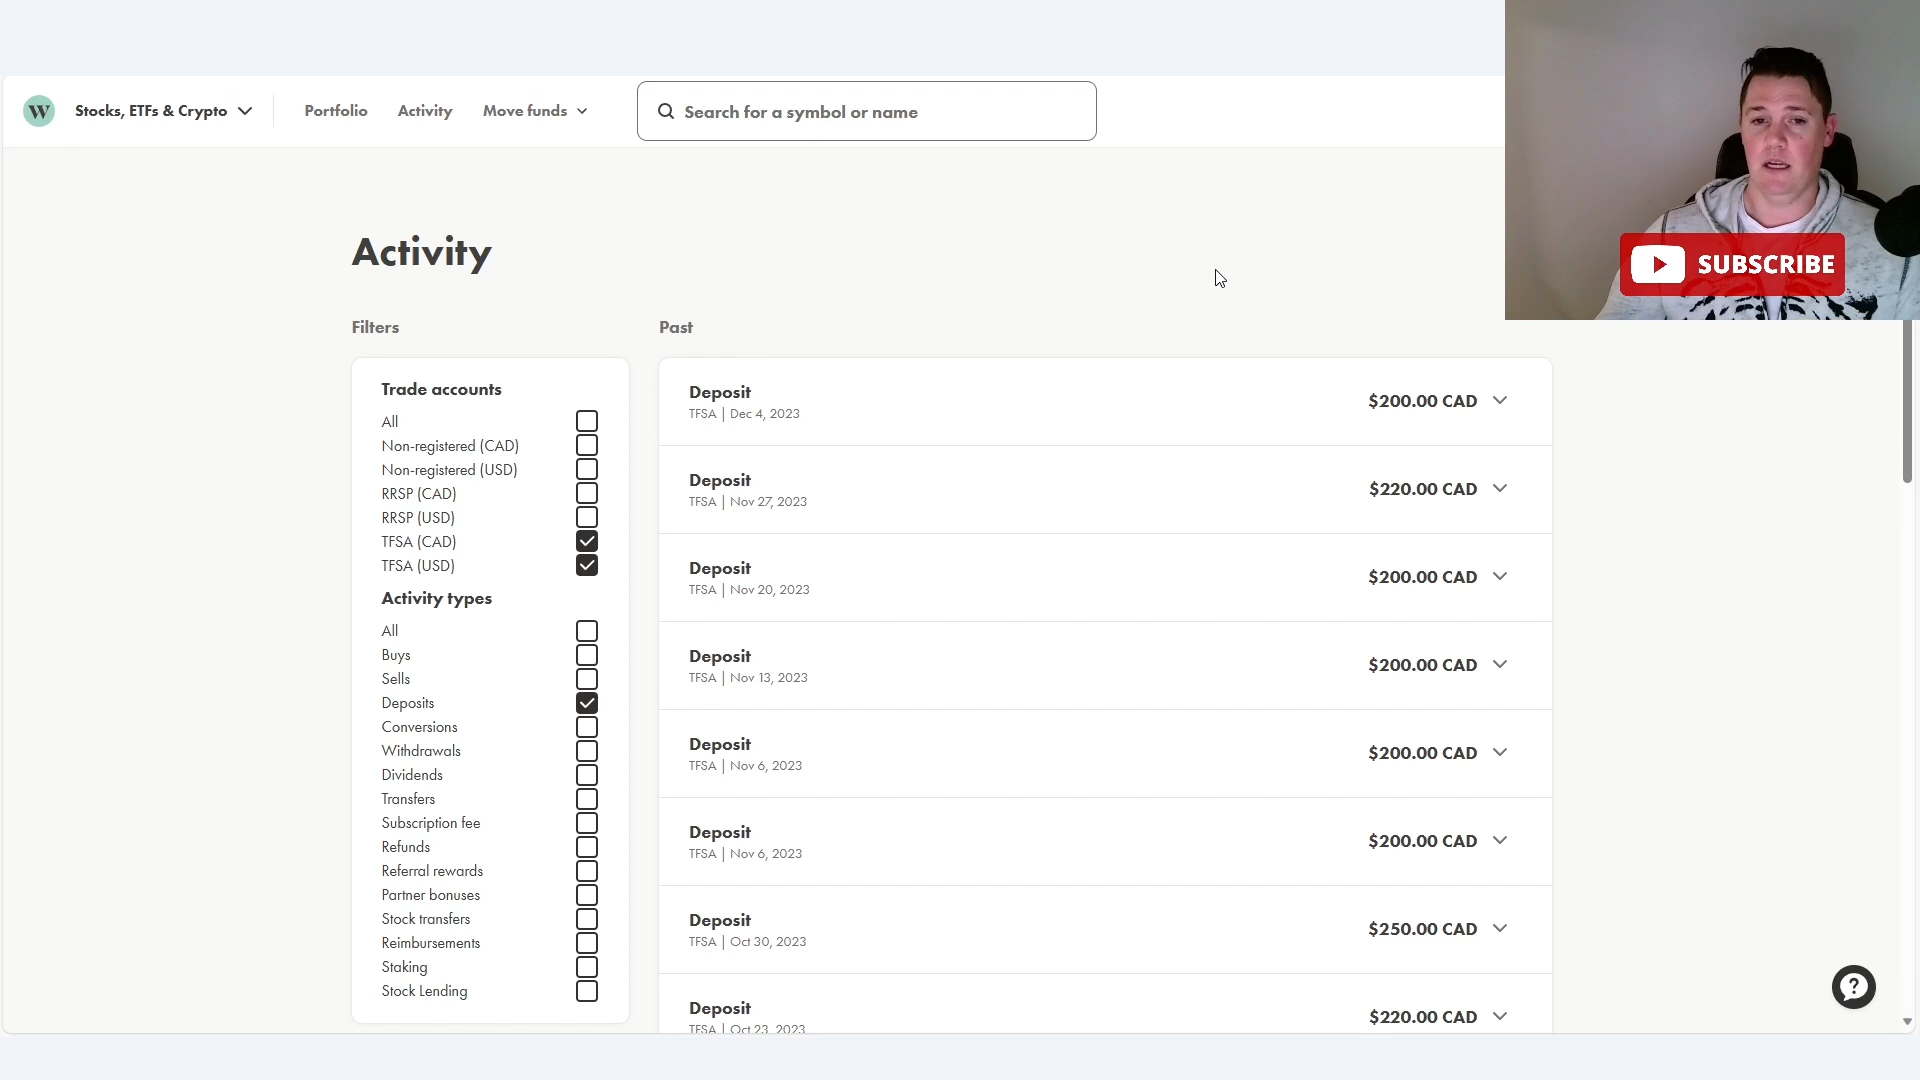 W
Stocks, ETFs & Crypto
Portfolio
Activity
Move funds
Search for a symbol or name
SUBSCRIBE
Activity
Filters
Trade accounts
All
Non-registered (CAD)
Non-registered (USD)
RRSP (CAD)
RRSP (USD)
TFSA (CAD)
TFSA (USD)
Activity types
All
Buys
Sells
Deposits
Conversions
Withdrawals
Dividends
Transfers
Subscription fee
Refunds
Referral rewards
Partner bonuses
Stock transfers
Reimbursements
Staking
Stock Lending
Past
Deposit
TFSA | Dec 4, 2023
$200.00 CAD
Deposit
TFSA | Nov 27, 2023
$220.00 CAD
Deposit
TFSA | Nov 20, 2023
$200.00 CAD
Deposit
TFSA | Nov 13, 2023
$200.00 CAD
Deposit
TFSA | Nov 6, 2023
$200.00 CAD
Deposit
TFSA | Nov 6, 2023
$200.00 CAD
Deposit
TFSA | Oct 30, 2023
$250.00 CAD
Deposit
TFSA | Oct 23, 2023
$220.00 CAD
?